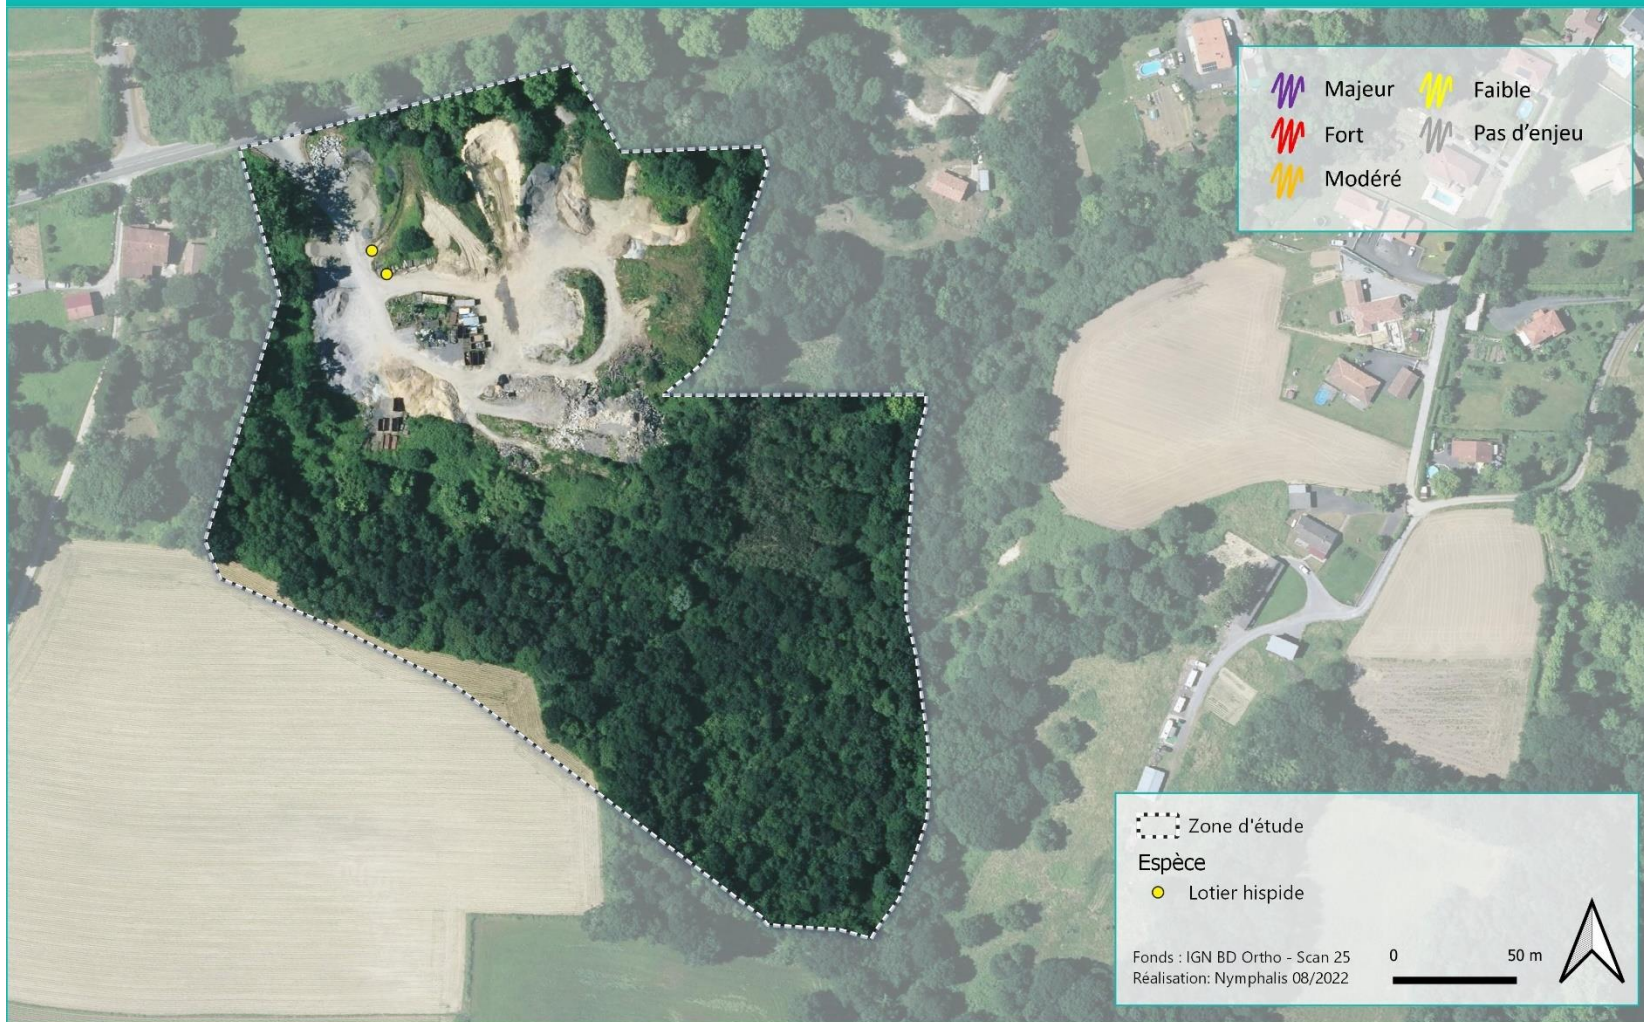 Majeur
Faible
Fort
Pas d’enjeu
Modéré
Zone d'étude
Espèce
Lotier hispide
Fonds : IGN BD Ortho - Scan 25
Réalisation: Nymphalis 08/2022
0 50 m